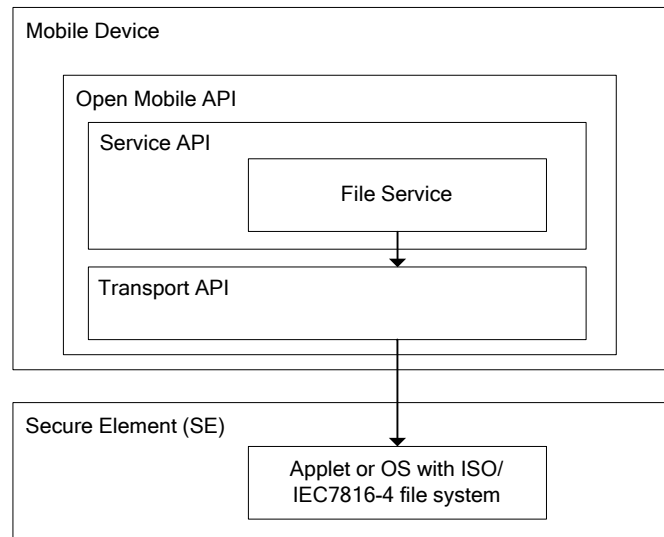 Mobile Device
Open Mobile API
Service API
File Service
Transport API
Secure Element (SE)
Applet or OS with ISO/
IEC7816-4 file system